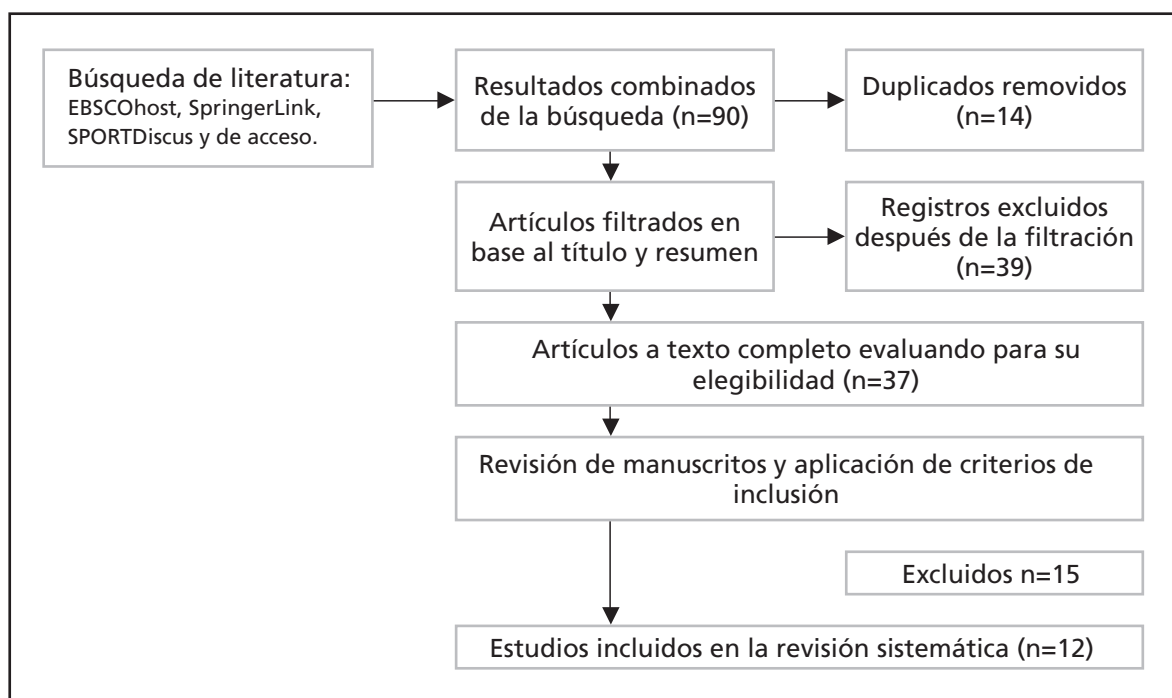 Búsqueda de literatura:
EBSCOhost, SpringerLink,
SPORTDiscus y de acceso.
Resultados combinados
de la búsqueda (n=90)
Duplicados removidos
(n=14)
Artículos filtrados en
base al título y resumen
Registros excluidos
después de la filtración
(n=39)
Artículos a texto completo evaluando para su
elegibilidad (n=37)
Revisión de manuscritos y aplicación de criterios de
inclusión
Excluidos n=15
Estudios incluidos en la revisión sistemática (n=12)